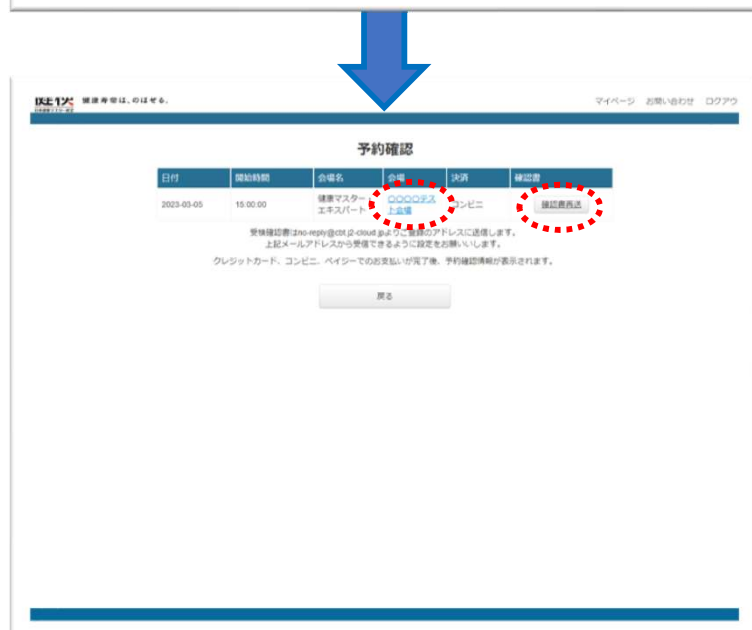 健検 健康寿命は、のばせる。
マイページ お問い合わせ ログアウ
予約確認
日付 開始時間 会場名 会場 決済 確認書
2023-03-05 15:00:00 健康マスター エキスパート 〇〇〇〇テスト会場 コンビニ 確認書再送
受検確認書はno-reply@cbt.j2-cloud.jpよりご登録のアドレスに送信します。
上記メールアドレスから受信できるように設定をお願いいします。
クレジットカード、コンビニ、ペイジーでのお支払いが完了後、予約確認情報が表示されます。
戻る